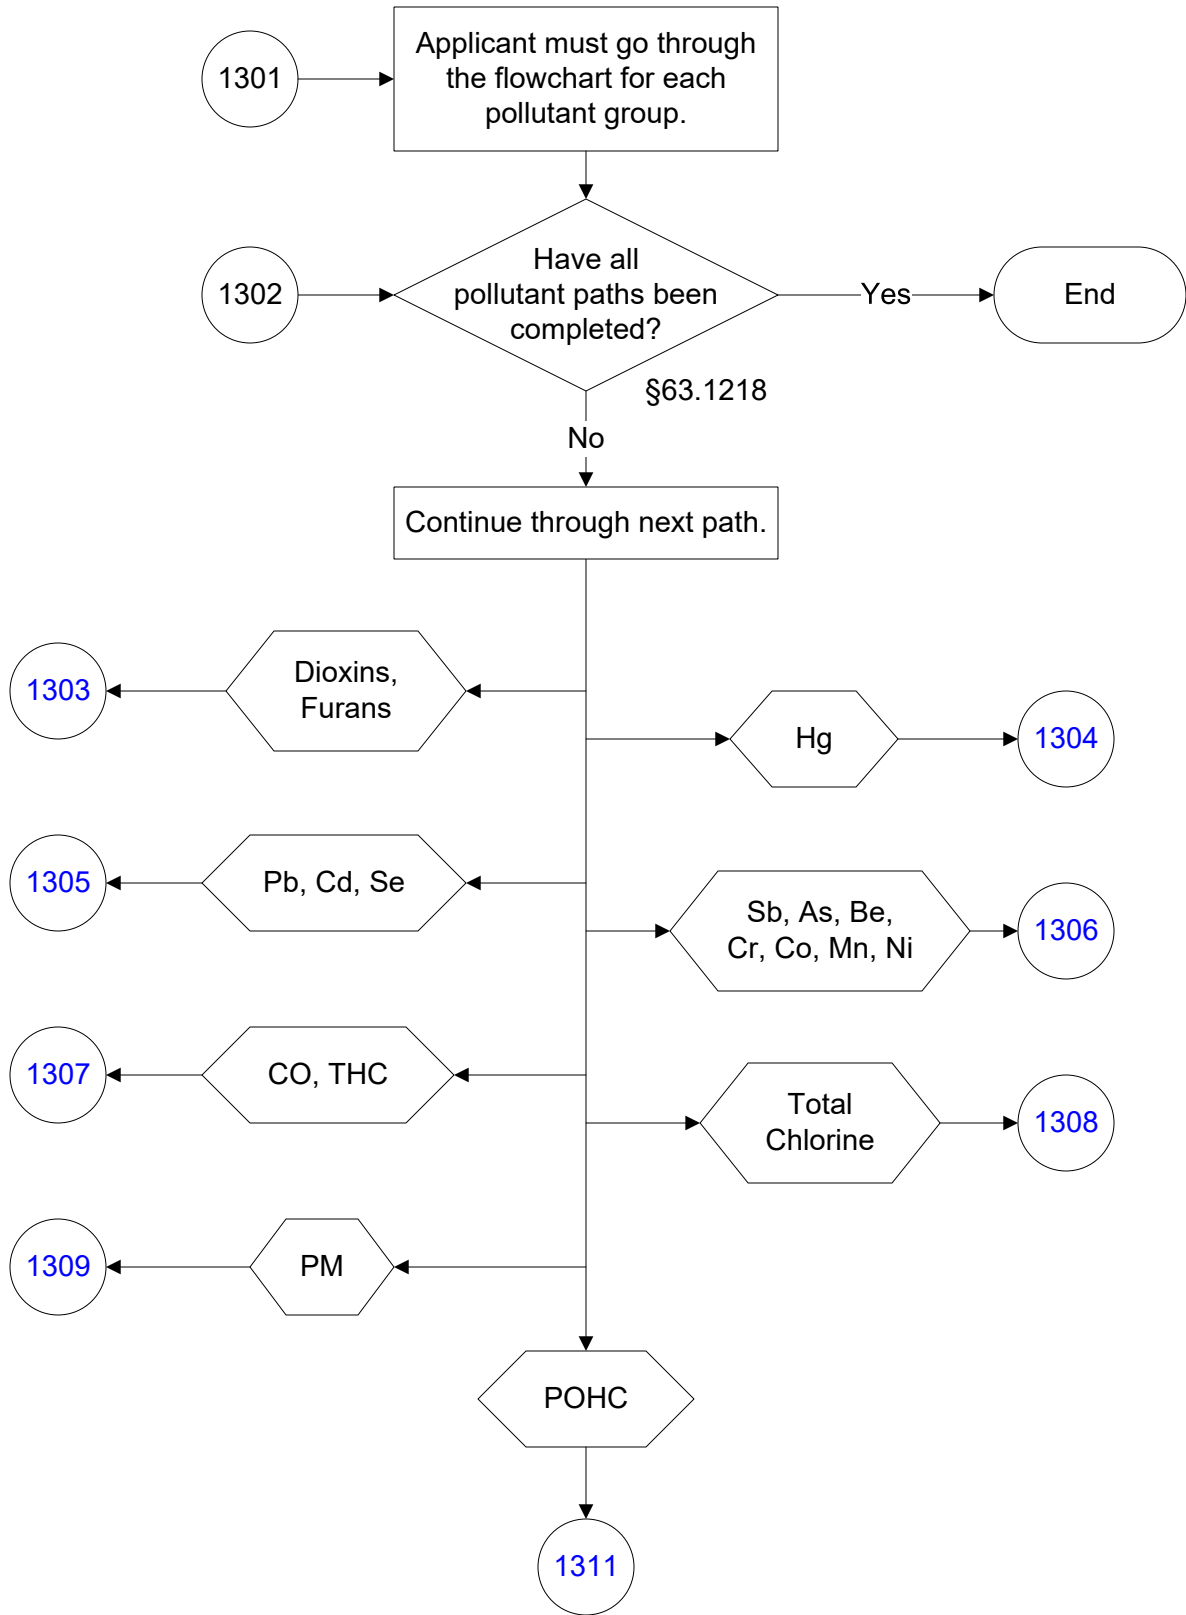 1301
Applicant must go through
the flowchart for each
pollutant group.
1302
Have all
pollutant paths been
completed?
Yes
End
§63.1218
No
Continue through next path.
1303
Dioxins,
Furans
Hg
1304
1305
Pb, Cd, Se
Sb, As, Be,
Cr, Co, Mn, Ni
1306
1307
CO, THC
Total
Chlorine
1308
1309
PM
POHC
1311